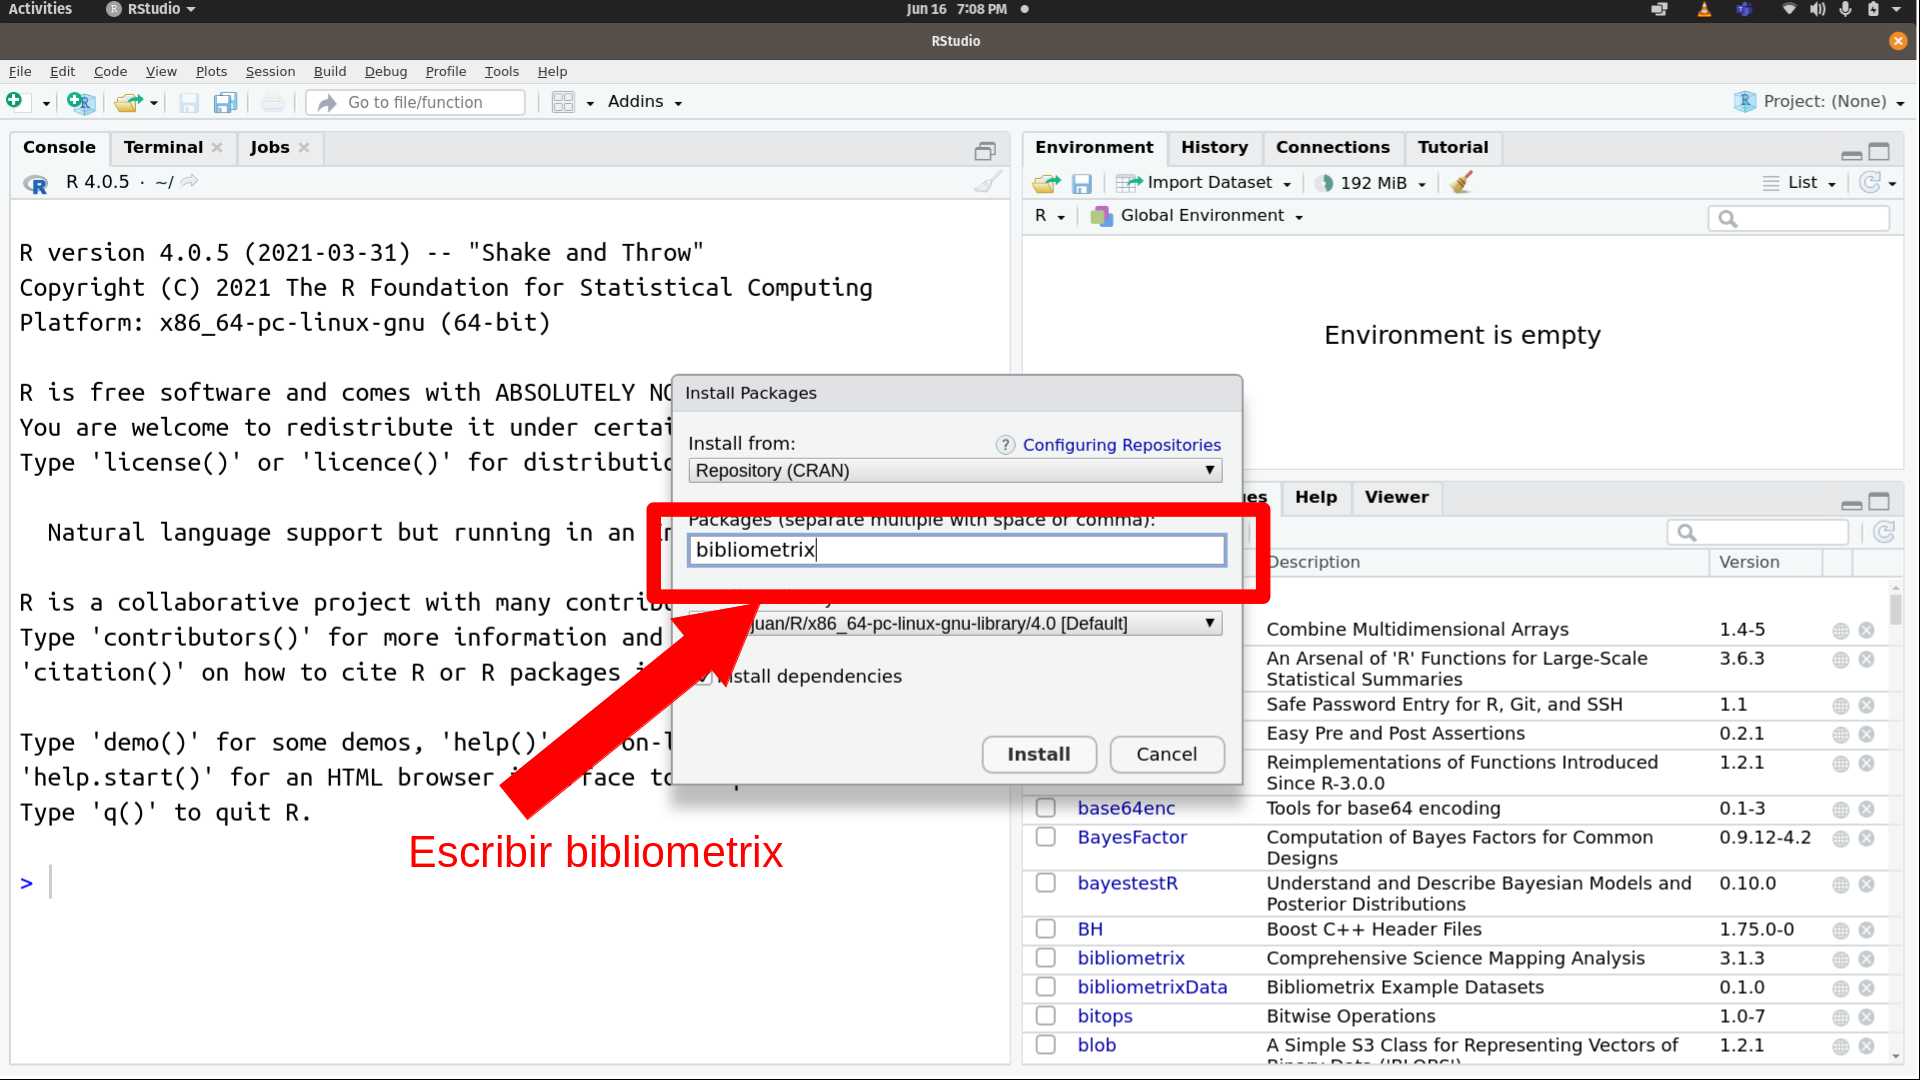 Activities RStudio Jun 16 7:08 PM
RStudio
File Edit Code View Plots Session Build Debug Profile Tools Help
Go to file/function Addins Project: (None)
Console Terminal Jobs
R 4.0.5 · ~/
R version 4.0.5 (2021-03-31) -- "Shake and Throw"
Copyright (C) 2021 The R Foundation for Statistical Computing
Platform: x86_64-pc-linux-gnu (64-bit)
R is free software and comes with ABSOLUTELY
You are welcome to redistribute it under
Type 'license()' or 'licence()' for
Natural language support but running in an
R is a collaborative project with many
Type 'contributors()' for more information and
'citation()' on how to cite R or R packages
Type 'demo()' for some demos, 'help()'
'help.start()' for an HTML browser
Type 'q()' to quit R.
>
Escribir bibliometrix
Install Packages
Install from: ? Configuring Repositories
Repository (CRAN)
Packages (separate multiple with space or comma):
bibliometrix
juan/R/x86_64-pc-linux-gnu-library/4.0 [Default]
Install dependencies
Install Cancel
Environment History Connections Tutorial
Import Dataset 192 MiB List
R Global Environment
Environment is empty
Help Viewer
Description Version
Combine Multidimensional Arrays 1.4-5
An Arsenal of 'R' Functions for Large-Scale 3.6.3
Statistical Summaries
Safe Password Entry for R, Git, and SSH 1.1
Easy Pre and Post Assertions 0.2.1
Reimplementations of Functions Introduced 1.2.1
Since R-3.0.0
base64enc Tools for base64 encoding 0.1-3
BayesFactor Computation of Bayes Factors for Common 0.9.12-4.2
Designs
bayestestR Understand and Describe Bayesian Models and 0.10.0
Posterior Distributions
BH Boost C++ Header Files 1.75.0-0
bibliometrix Comprehensive Science Mapping Analysis 3.1.3
bibliometrixData Bibliometrix Example Datasets 0.1.0
bitops Bitwise Operations 1.0-7
blob A Simple S3 Class for Representing Vectors of 1.2.1